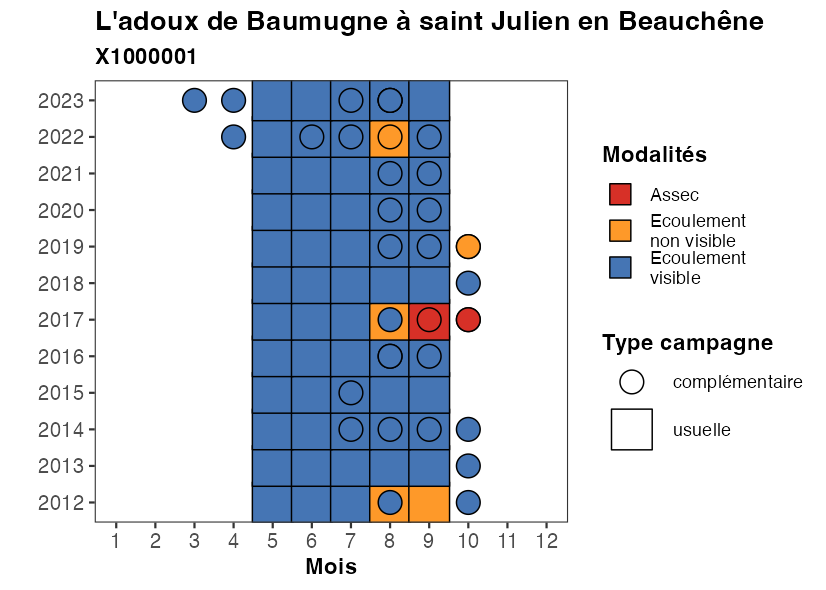 L'adoux de Baumugne à saint Julien en Beauchêne
X1000001
2023
2022
2021
2020
2019
2018
2017
2016
2015
2014
2013
2012
1 2 3 4 5 6 7 8 9 10 11 12
Mois
Modalités
Assec
Ecoulement
non visible
Ecoulement
visible
Type campagne
complémentaire
usuelle